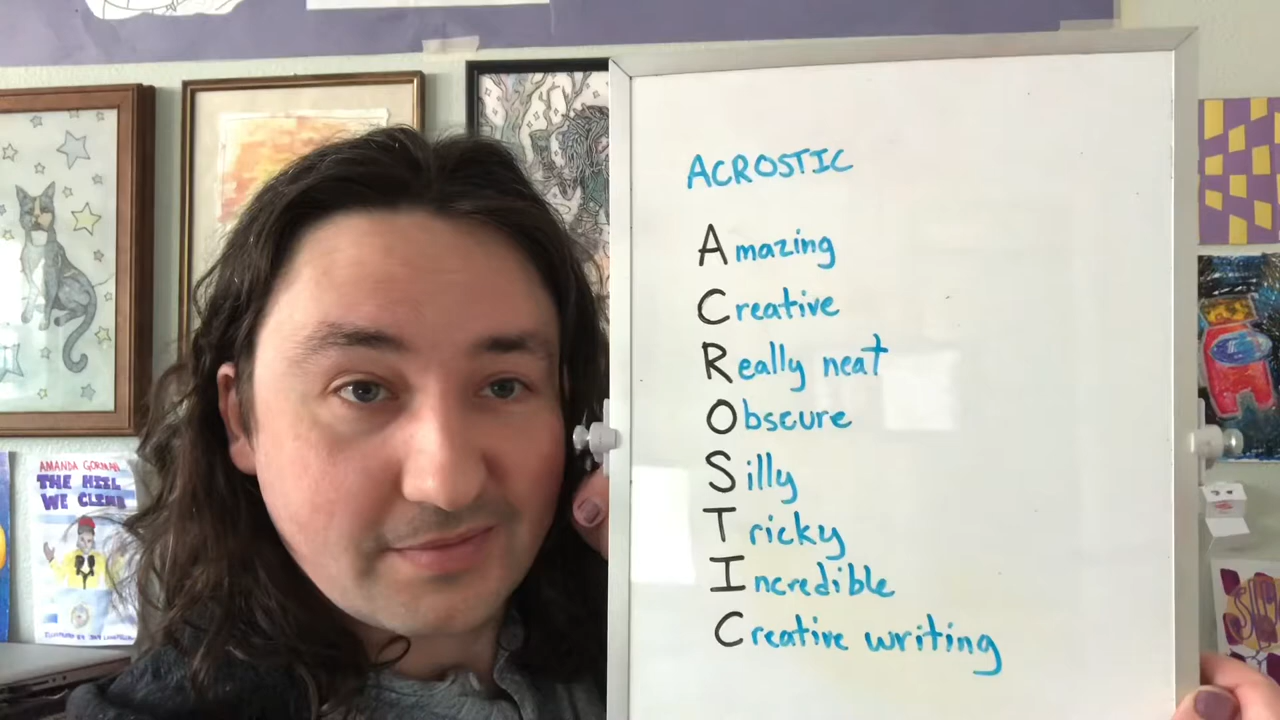 ACROSTIC
Amazing
Creative
Really neat
Obscure
Silly
Tricky
Incredible
Creative writing
AMANDA GORMAN
THE HILL
WE CLIMB